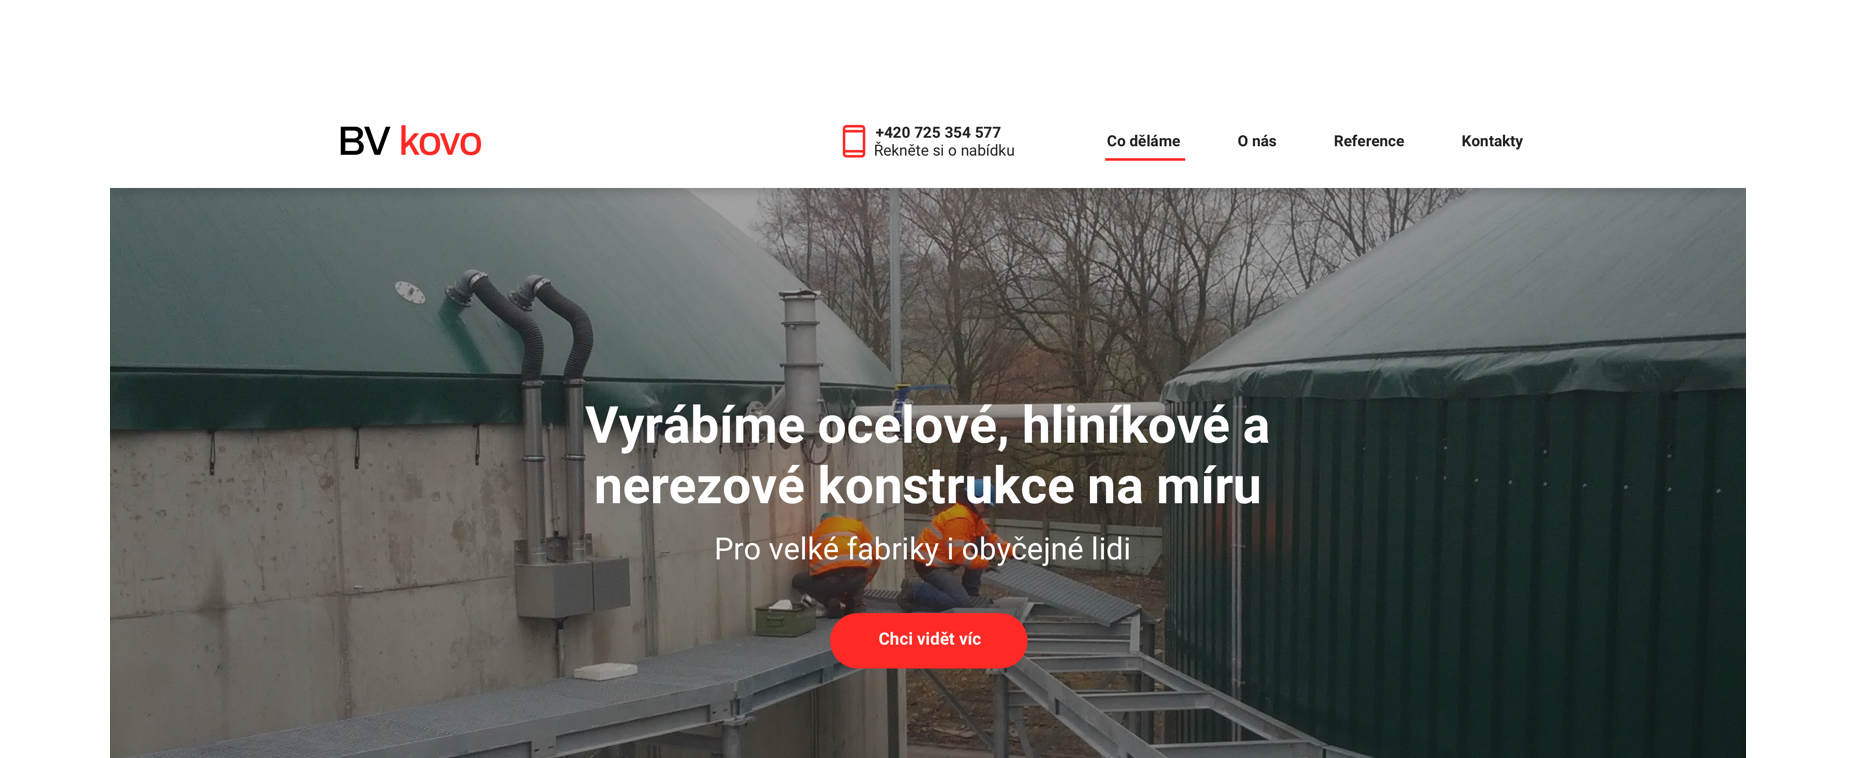 BV kovo
+420 725 354 577
Řekněte si o nabídku
Co děláme
O nás
Reference
Kontakty
Vyrábíme ocelové, hliníkové a
nerezové konstrukce na míru
Pro velké fabriky i obyčejné lidi
Chci vidět víc